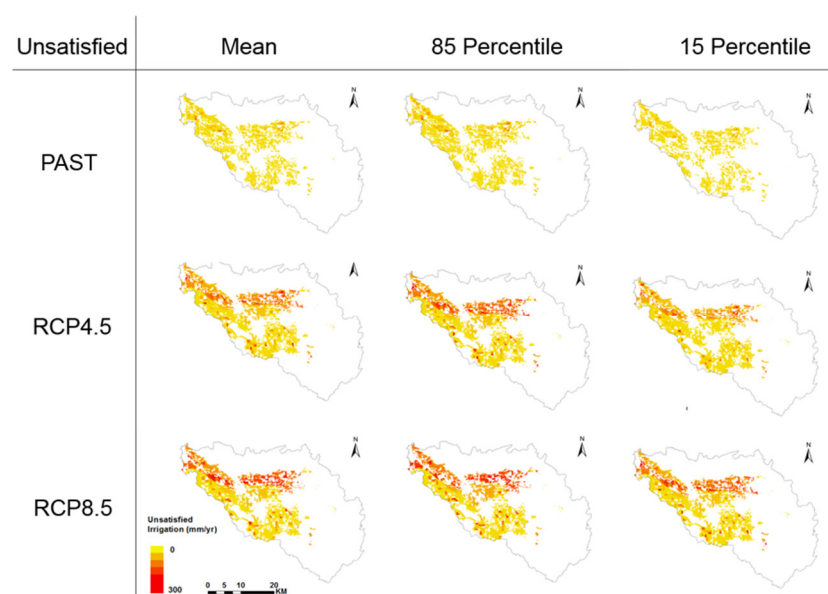 Unsatisfied Mean 85 Percentile 15 Percentile
PAST
N N N
RCP4.5
N N
RCP8.5
N N N
Unsatisfied
Irrigation (mm/yr)
0
300
0 5 10 20
KM